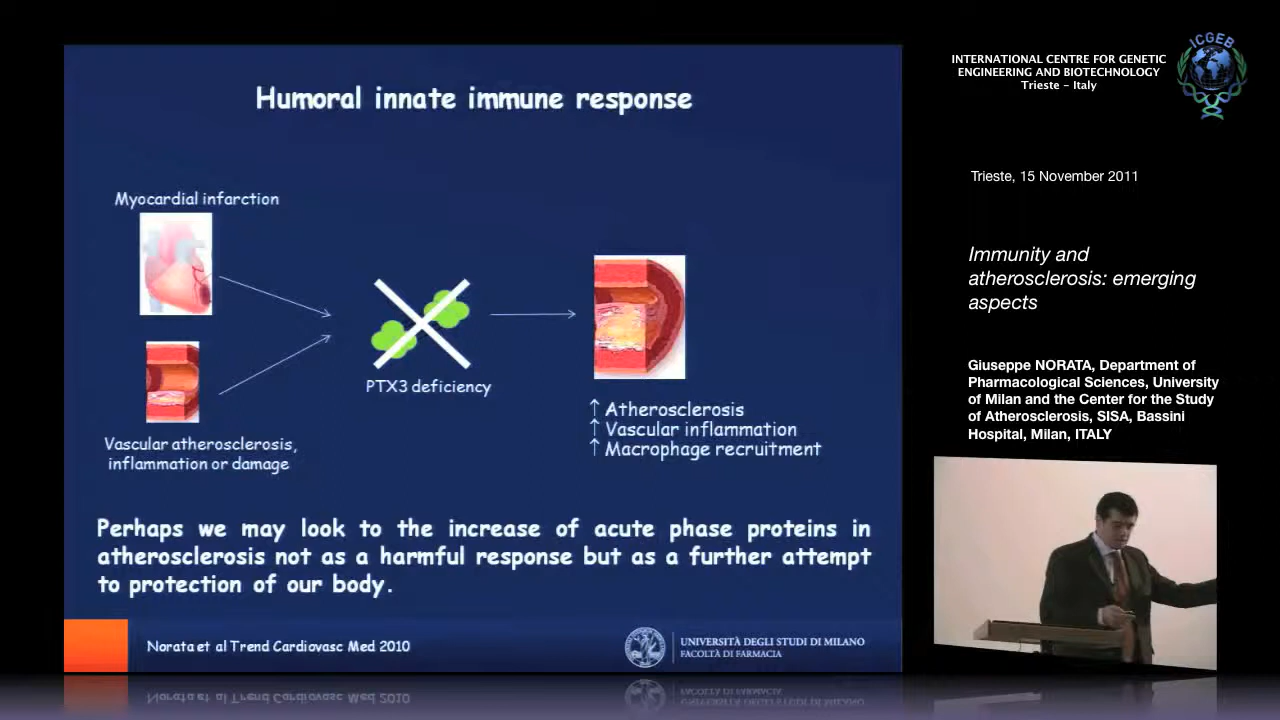 Humoral innate immune response
Myocardial infarction
PTX3 deficiency
Vascular atherosclerosis,
inflammation or damage
↑ Atherosclerosis
↑ Vascular inflammation
↑ Macrophage recruitment
Perhaps we may look to the increase of acute phase proteins in
atherosclerosis not as a harmful response but as a further attempt
to protection of our body.
Norata et al Trend Cardiovasc Med 2010
UNIVERSITÀ DEGLI STUDI DI MILANO
FACOLTÀ DI FARMACIA
INTERNATIONAL CENTRE FOR GENETIC
ENGINEERING AND BIOTECHNOLOGY
Trieste - Italy
ICGEB
Trieste, 15 November 2011
Immunity and
atherosclerosis: emerging
aspects
Giuseppe NORATA, Department of
Pharmacological Sciences, University
of Milan and the Center for the Study
of Atherosclerosis, SISA, Bassini
Hospital, Milan, ITALY